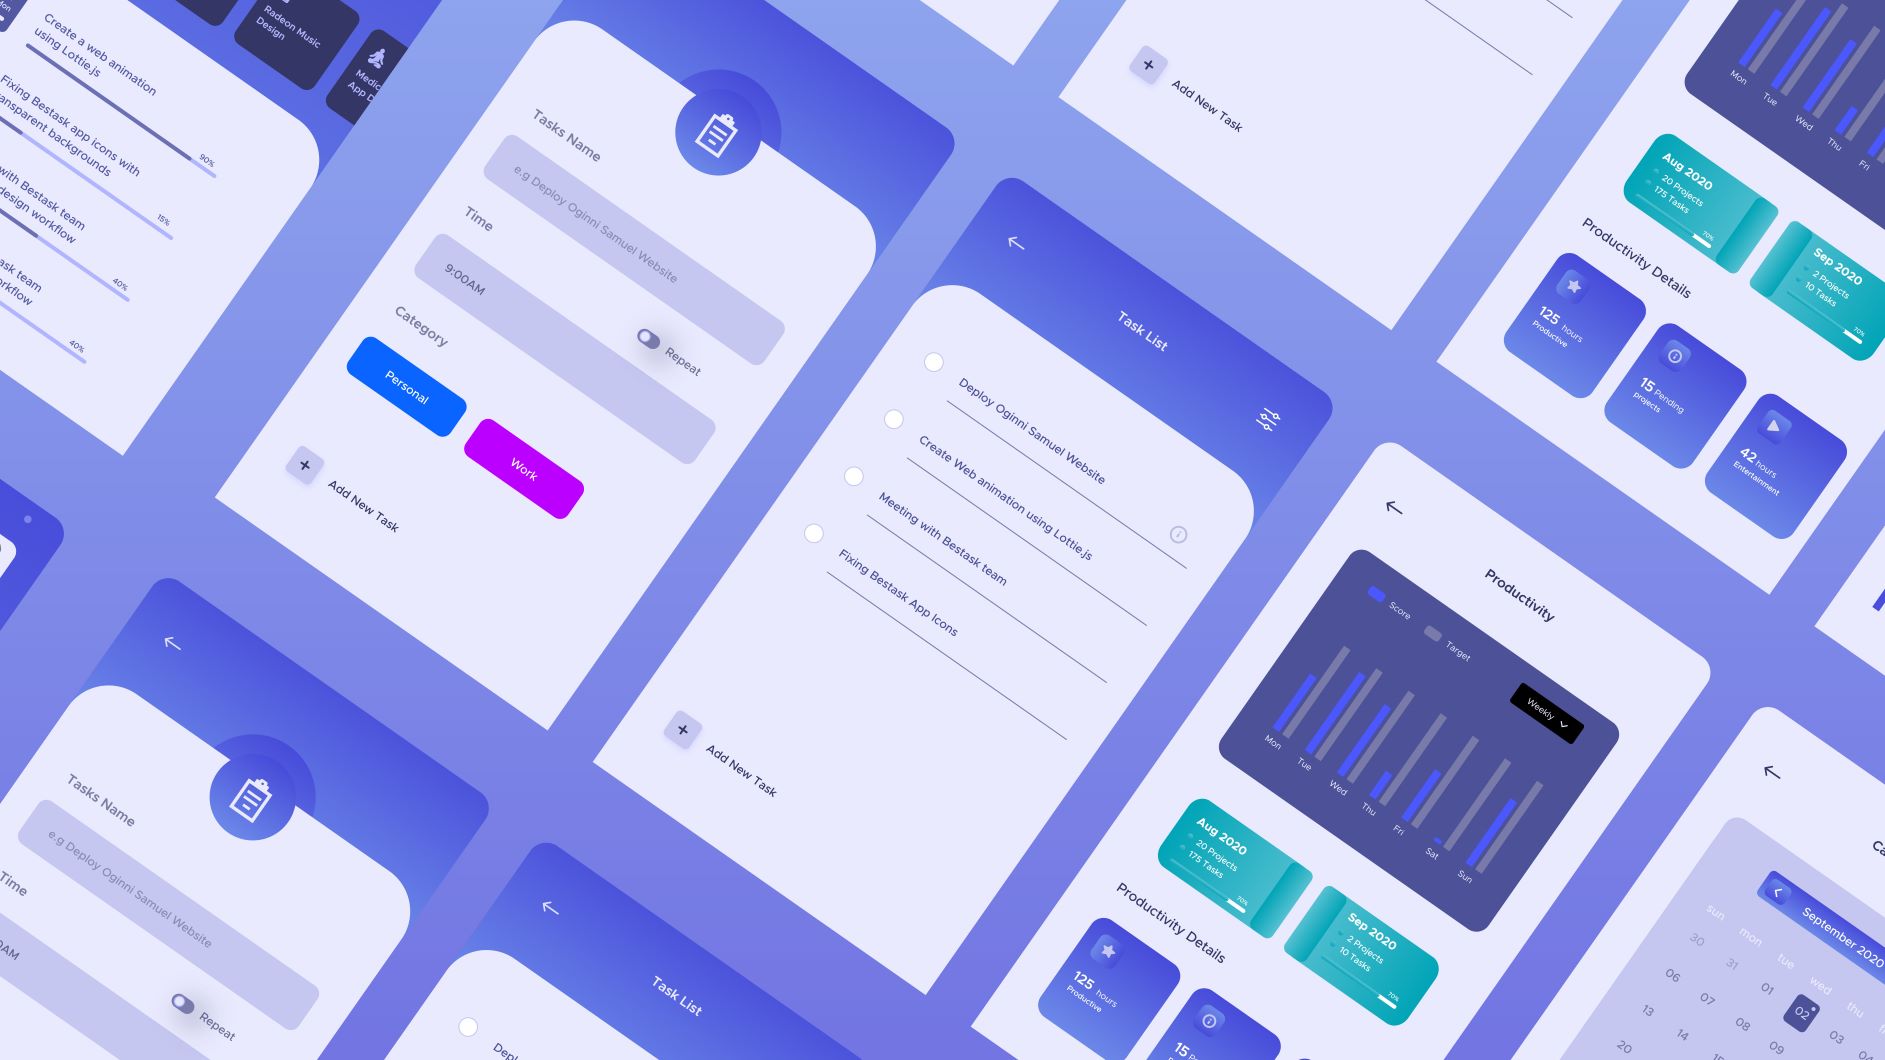 Create a web animation
using Lottie.js
90%
Fixing Bestask app icons with
transparent backgrounds
15%
with Bestask team
design workflow
40%
team
40%
Radeon Music
Design
Tasks Name
e.g Deploy Oginni Samuel Website
Time
9:00AM
Repeat
Category
Personal
Work
Add New Task
Task List
Deploy Oginni Samuel Website
Create Web animation using Lottie.js
Meeting with Bestask team
Fixing Bestask App Icons
Add New Task
Add New Task
Mon
Tue
Wed
Thu
Fri
Aug 2020
20 Projects
175 Tasks
70%
Sep 2020
2 Projects
10 Tasks
70%
Productivity Details
125 hours
Productive
15 Pending
projects
42 hours
Entertainment
Productivity
Score
Target
Weekly
Mon
Tue
Wed
Thu
Fri
Sat
Sun
Aug 2020
20 Projects
175 Tasks
70%
Sep 2020
2 Projects
10 Tasks
70%
Productivity Details
125 hours
Productive
15
Tasks Name
e.g Deploy Oginni Samuel Website
Time
Repeat
Task List
September 2020
sun mon tue wed thu
30 31 01 02 03 04
06 07 08 09
13 14 15
20